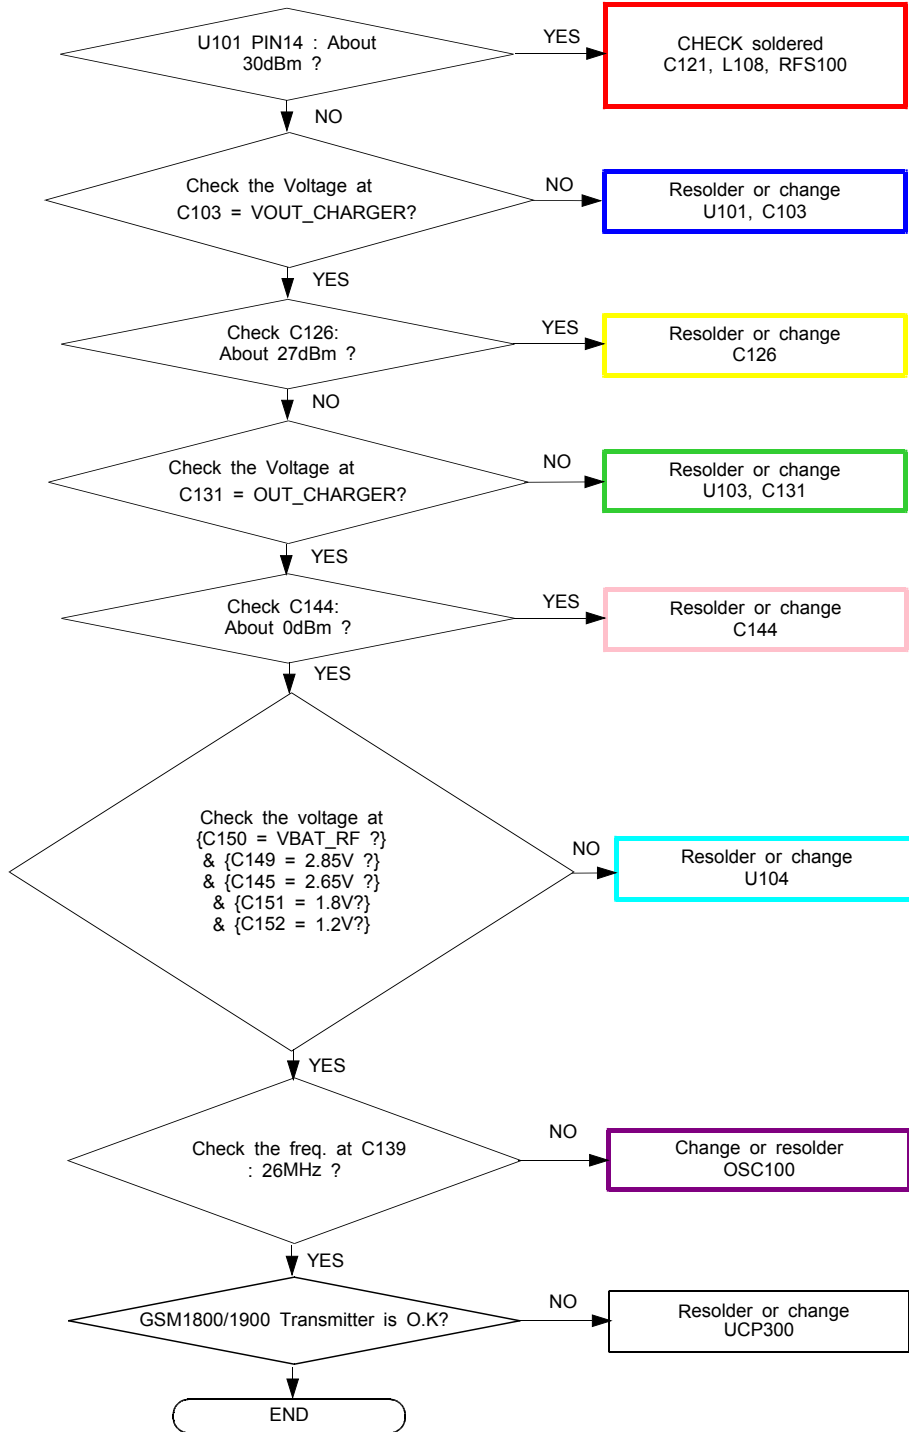 U101 PIN14 : About
30dBm ?
YES
CHECK soldered
C121, L108, RFS100
NO
Check the Voltage at
C103 = VOUT_CHARGER?
NO
Resolder or change
U101, C103
YES
Check C126:
About 27dBm ?
YES
Resolder or change
C126
NO
Check the Voltage at
C131 = OUT_CHARGER?
NO
Resolder or change
U103, C131
YES
Check C144:
About 0dBm ?
YES
Resolder or change
C144
YES
Check the voltage at
{C150 = VBAT_RF ?}
& {C149 = 2.85V ?}
& {C145 = 2.65V ?}
& {C151 = 1.8V?}
& {C152 = 1.2V?}
NO
Resolder or change
U104
YES
Check the freq. at C139
: 26MHz ?
NO
Change or resolder
OSC100
YES
GSM1800/1900 Transmitter is O.K?
NO
Resolder or change
UCP300
END